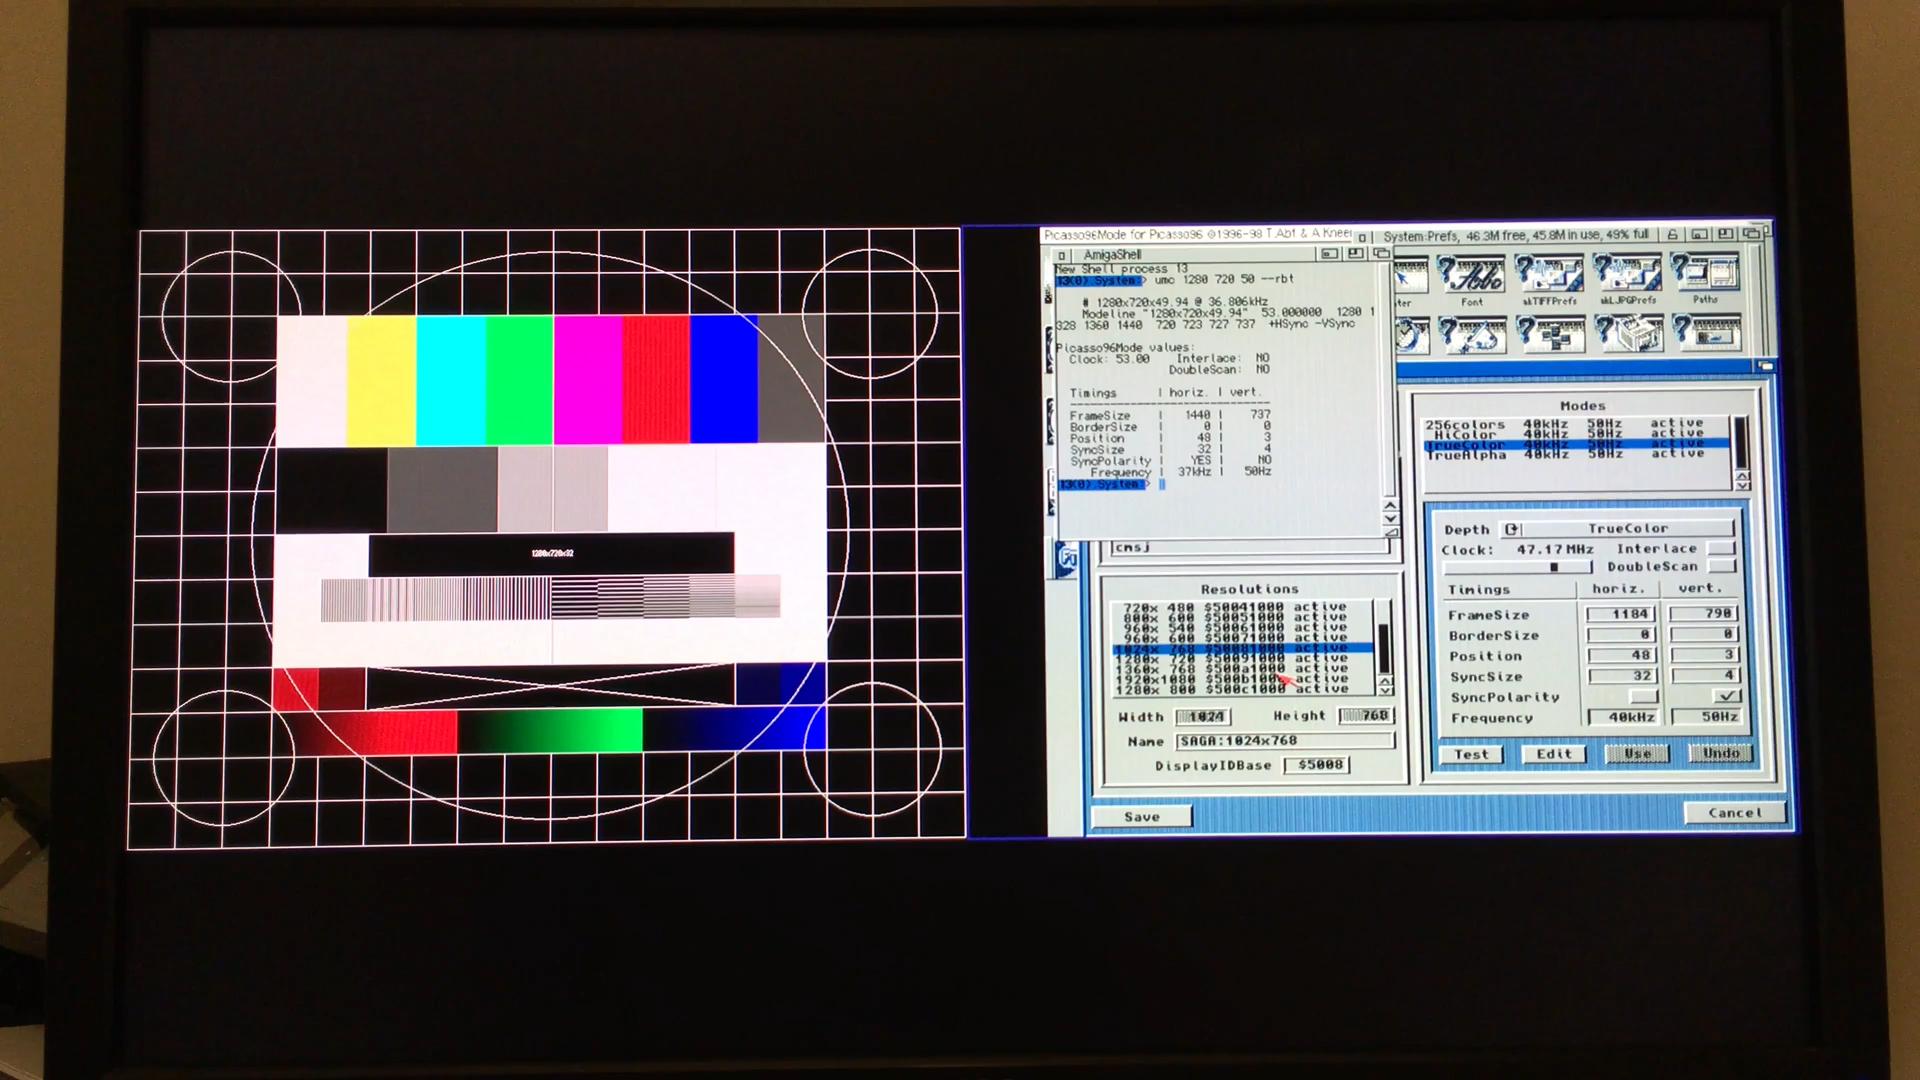 1280x720x32
Picasso96Mode for Picasso96 ©1996-98 T.Abt & A.Kneer
System:Prefs, 46.3M free, 45.8M in use, 49% full
AmigaShell
New Shell process 13
13(0).System:> umc 1280 720 50 --rbt
# 1280x720x49.94 @ 36.806kHz
Modeline "1280x720x49.94" 53.000000 1280 1
328 1360 1440 720 723 727 737 +HSync -VSync
Picasso96Mode values:
Clock: 53.00 Interlace: NO
DoubleScan: NO
Timings | horiz. | vert.
FrameSize | 1440 | 737
BorderSize | 0 | 0
Position | 48 | 3
SyncSize | 32 | 4
SyncPolarity | YES | NO
Frequency | 37kHz | 50Hz
13(0).System:>
ter Font akTIFFPrefs akLJPGPrefs Paths
Modes
256colors 40kHz 50Hz active
HiColor 40kHz 50Hz active
TrueColor 40kHz 50Hz active
TrueAlpha 40kHz 50Hz active
cmsj
Resolutions
720x 480 $50041000 active
800x 600 $50051000 active
960x 540 $50061000 active
960x 600 $50071000 active
1024x 768 $50081000 active
1280x 720 $50091000 active
1360x 768 $500a1000 active
1920x1080 $500b1000 active
1280x 800 $500c1000 active
Width 1024 Height 768
Name SAGA:1024x768
DisplayIDBase $5008
Depth TrueColor
Clock: 47.17 MHz Interlace
DoubleScan
Timings horiz. vert.
FrameSize 1184 790
BorderSize 0 0
Position 48 3
SyncSize 32 4
SyncPolarity
Frequency 40kHz 50Hz
Test Edit Use Undo
Save Cancel